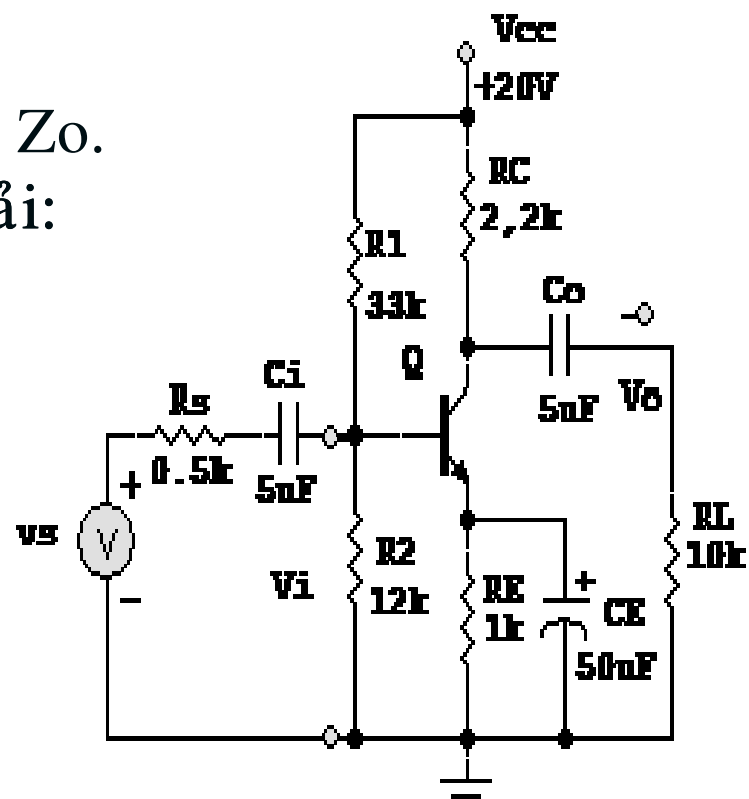 Zo.
ải:
Vcc
+20V
RC
2,2k
R1
33k
Co
5uF
Vo
Q
Ci
5uF
Rs
0.5k
vs
+
V
-
Vi
R2
12k
RE
1k
+
CE
50uF
RL
10k